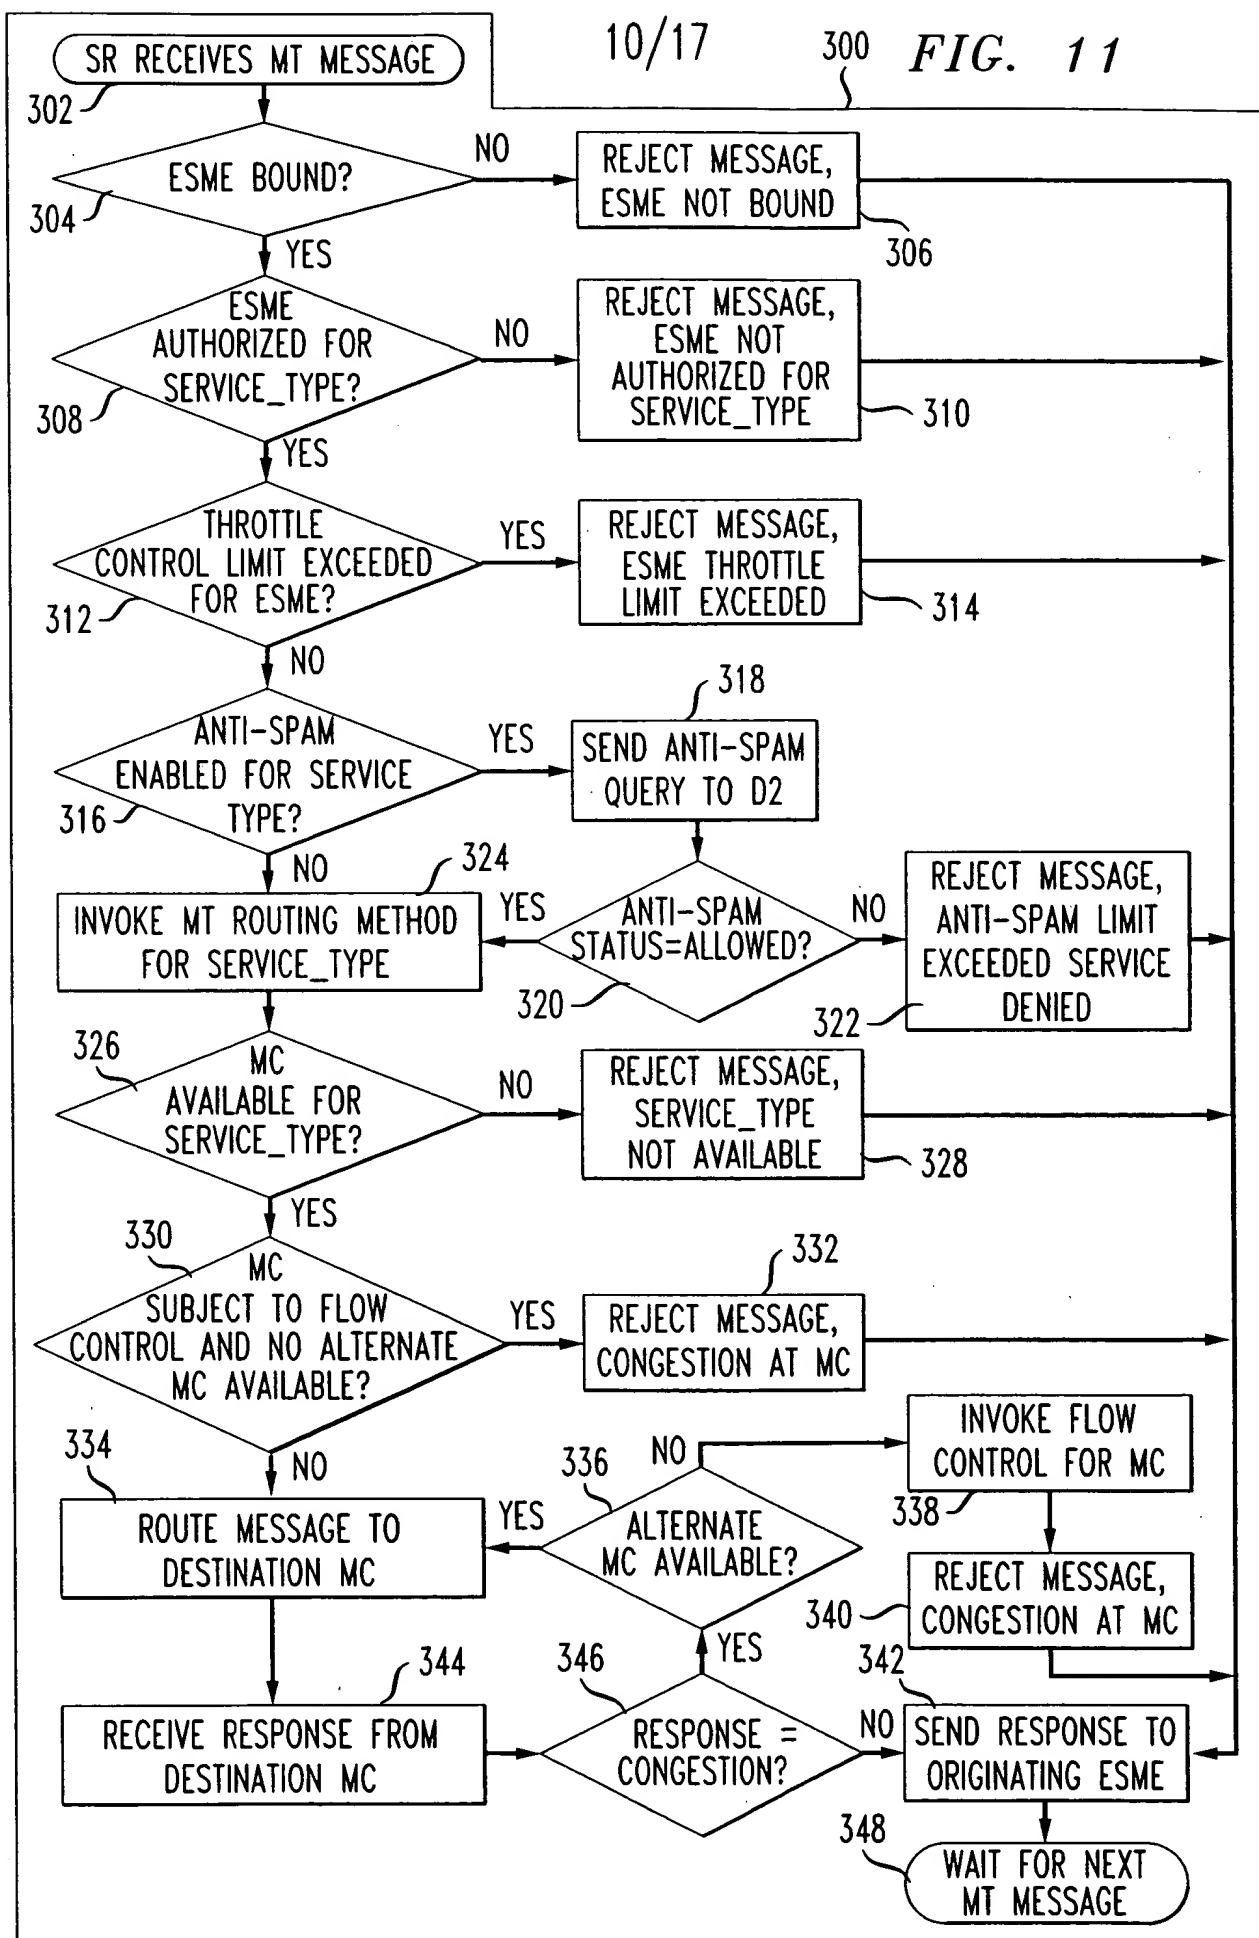 10/17
300
FIG. 11
SR RECEIVES MT MESSAGE
302
ESME BOUND?
304
NO
REJECT MESSAGE,
ESME NOT BOUND
306
YES
ESME
AUTHORIZED FOR
SERVICE_TYPE?
308
NO
REJECT MESSAGE,
ESME NOT
AUTHORIZED FOR
SERVICE_TYPE
310
YES
THROTTLE
CONTROL LIMIT EXCEEDED
FOR ESME?
312
YES
REJECT MESSAGE,
ESME THROTTLE
LIMIT EXCEEDED
314
NO
ANTI-SPAM
ENABLED FOR SERVICE
TYPE?
316
YES
318
SEND ANTI-SPAM
QUERY TO D2
NO
324
INVOKE MT ROUTING METHOD
FOR SERVICE_TYPE
YES
ANTI-SPAM
STATUS=ALLOWED?
320
NO
REJECT MESSAGE,
ANTI-SPAM LIMIT
EXCEEDED SERVICE
DENIED
322
326
MC
AVAILABLE FOR
SERVICE_TYPE?
NO
REJECT MESSAGE,
SERVICE_TYPE
NOT AVAILABLE
328
YES
330
MC
SUBJECT TO FLOW
CONTROL AND NO ALTERNATE
MC AVAILABLE?
YES
332
REJECT MESSAGE,
CONGESTION AT MC
NO
334
ROUTE MESSAGE TO
DESTINATION MC
YES
336
ALTERNATE
MC AVAILABLE?
NO
INVOKE FLOW
CONTROL FOR MC
338
REJECT MESSAGE,
CONGESTION AT MC
340
YES
344
RECEIVE RESPONSE FROM
DESTINATION MC
346
RESPONSE =
CONGESTION?
NO
342
SEND RESPONSE TO
ORIGINATING ESME
348
WAIT FOR NEXT
MT MESSAGE